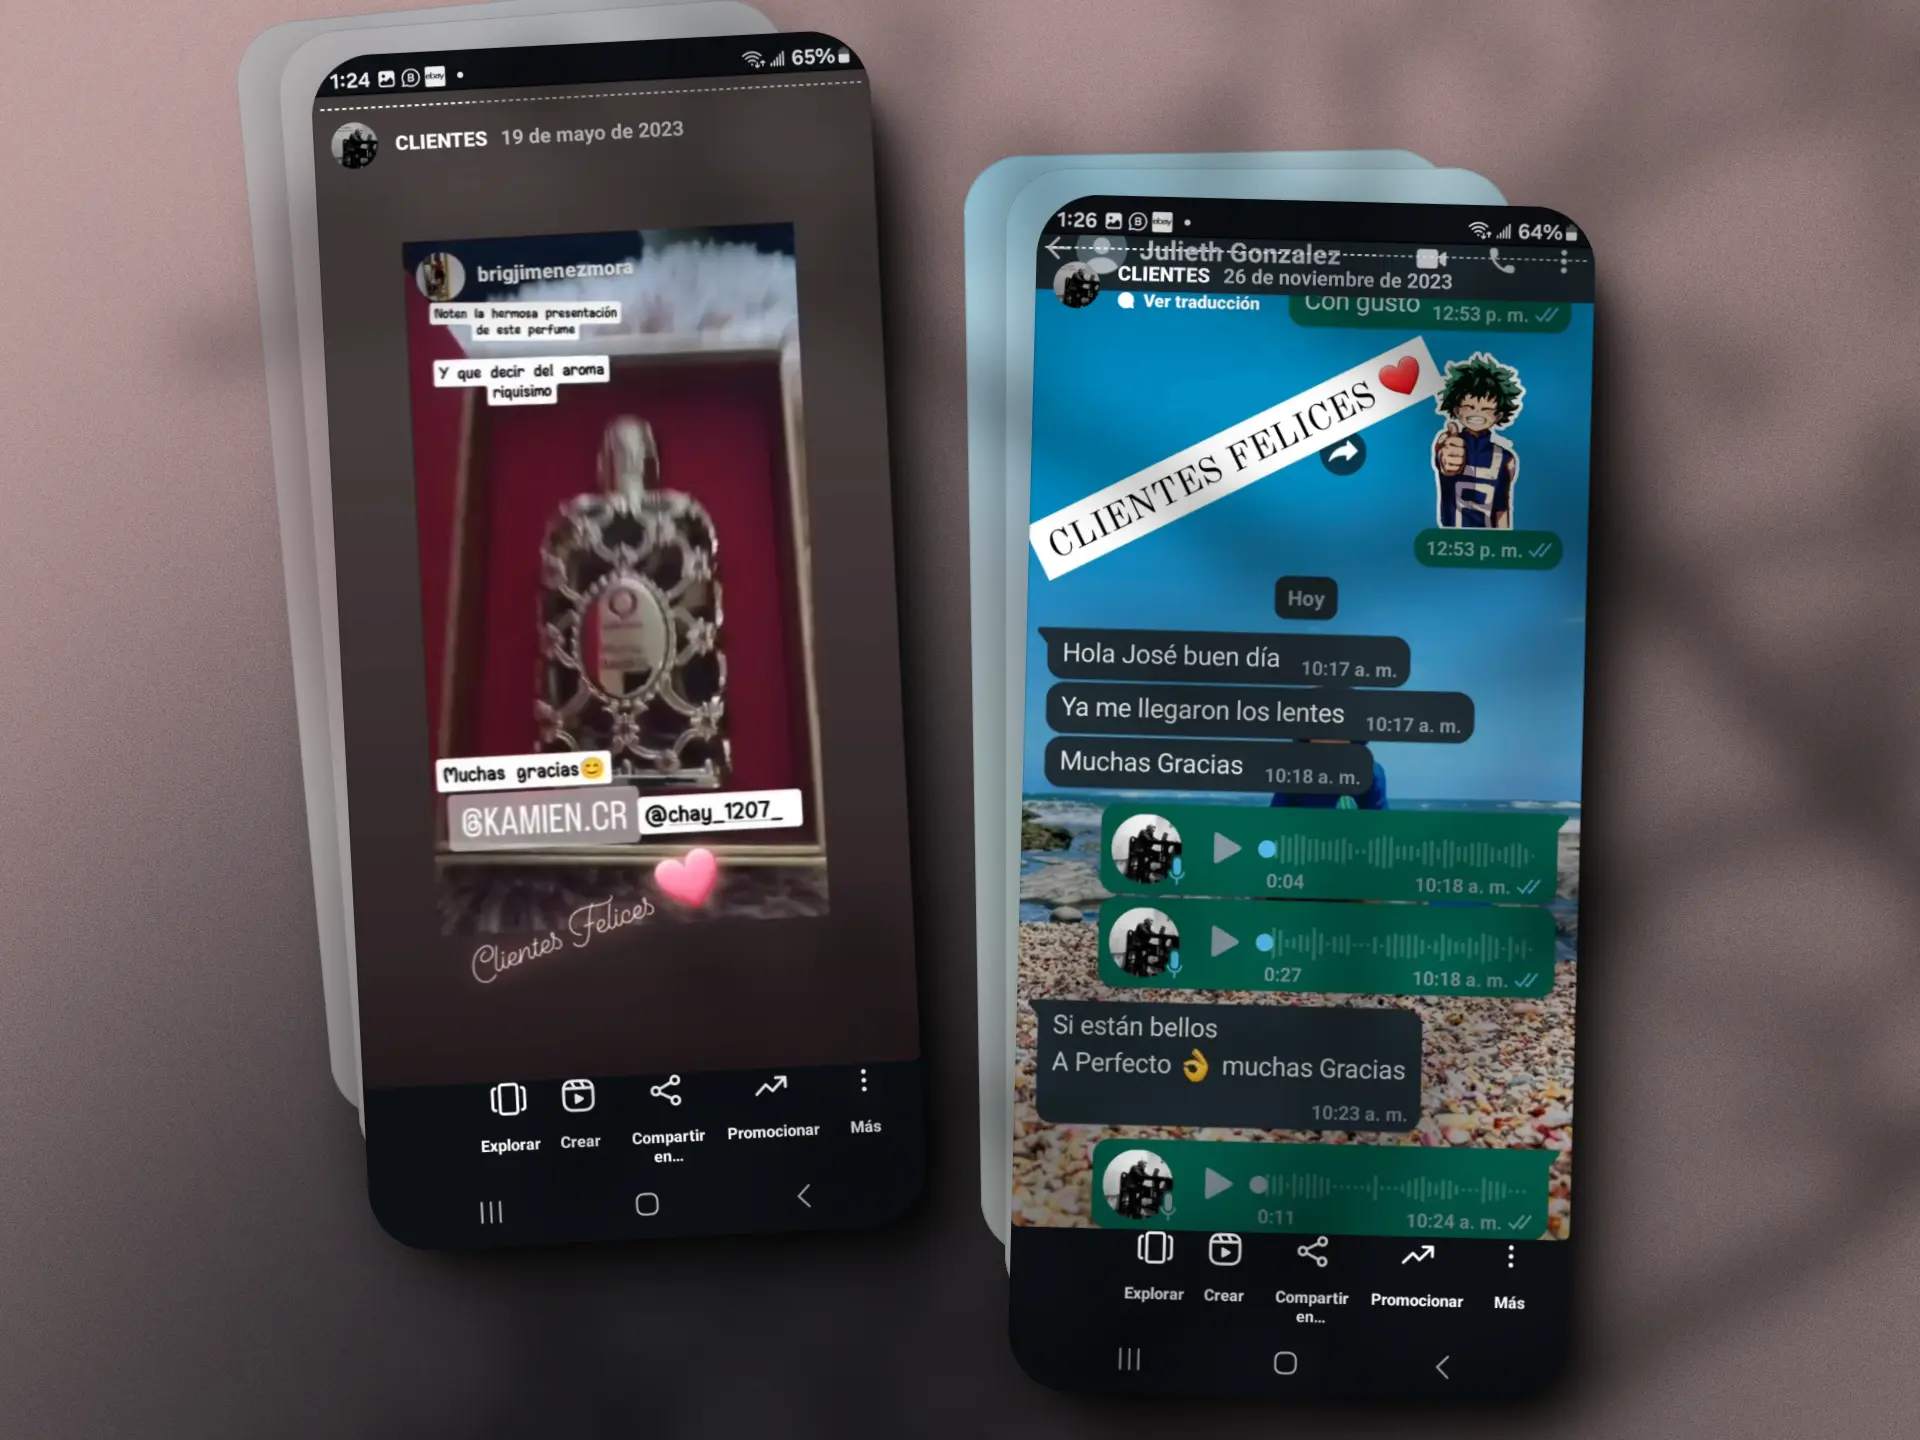 1:24
ebay
65%
CLIENTES 19 de mayo de 2023
brigjimenezmora
Noten la hermosa presentación
de este perfume
Y que decir del aroma
riquisimo
Muchas gracias😊
@KAMIEN.CR
@chay_1207_
Clientes Felices
Explorar
Crear
Compartir
en...
Promocionar
Más
1:26
ebay
64%
Julieth Gonzalez
CLIENTES 26 de noviembre de 2023
Ver traducción
Con gusto 12:53 p. m.
CLIENTES FELICES ❤️
12:53 p. m.
Hoy
Hola José buen día 10:17 a. m.
Ya me llegaron los lentes 10:17 a. m.
Muchas Gracias 10:18 a. m.
0:04 10:18 a. m.
0:27 10:18 a. m.
Si están bellos
A Perfecto 👌 muchas Gracias
10:23 a. m.
0:11 10:24 a. m.
Explorar
Crear
Compartir
en...
Promocionar
Más